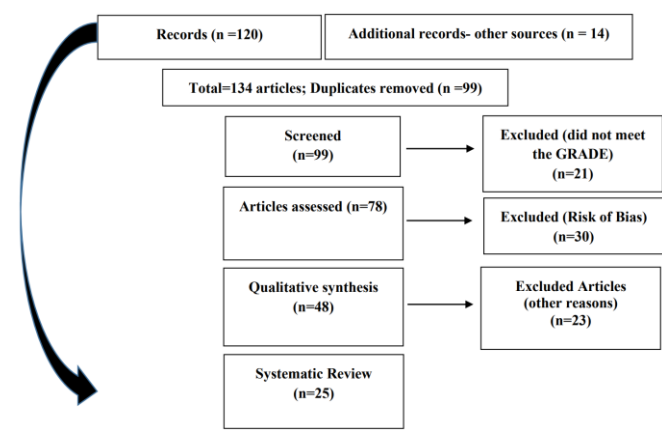 Records (n =120)
Additional records- other sources (n = 14)
Total=134 articles; Duplicates removed (n =99)
Screened
(n=99)
Excluded (did not meet
the GRADE)
(n=21)
Articles assessed (n=78)
Excluded (Risk of Bias)
(n=30)
Qualitative synthesis
(n=48)
Excluded Articles
(other reasons)
(n=23)
Systematic Review
(n=25)